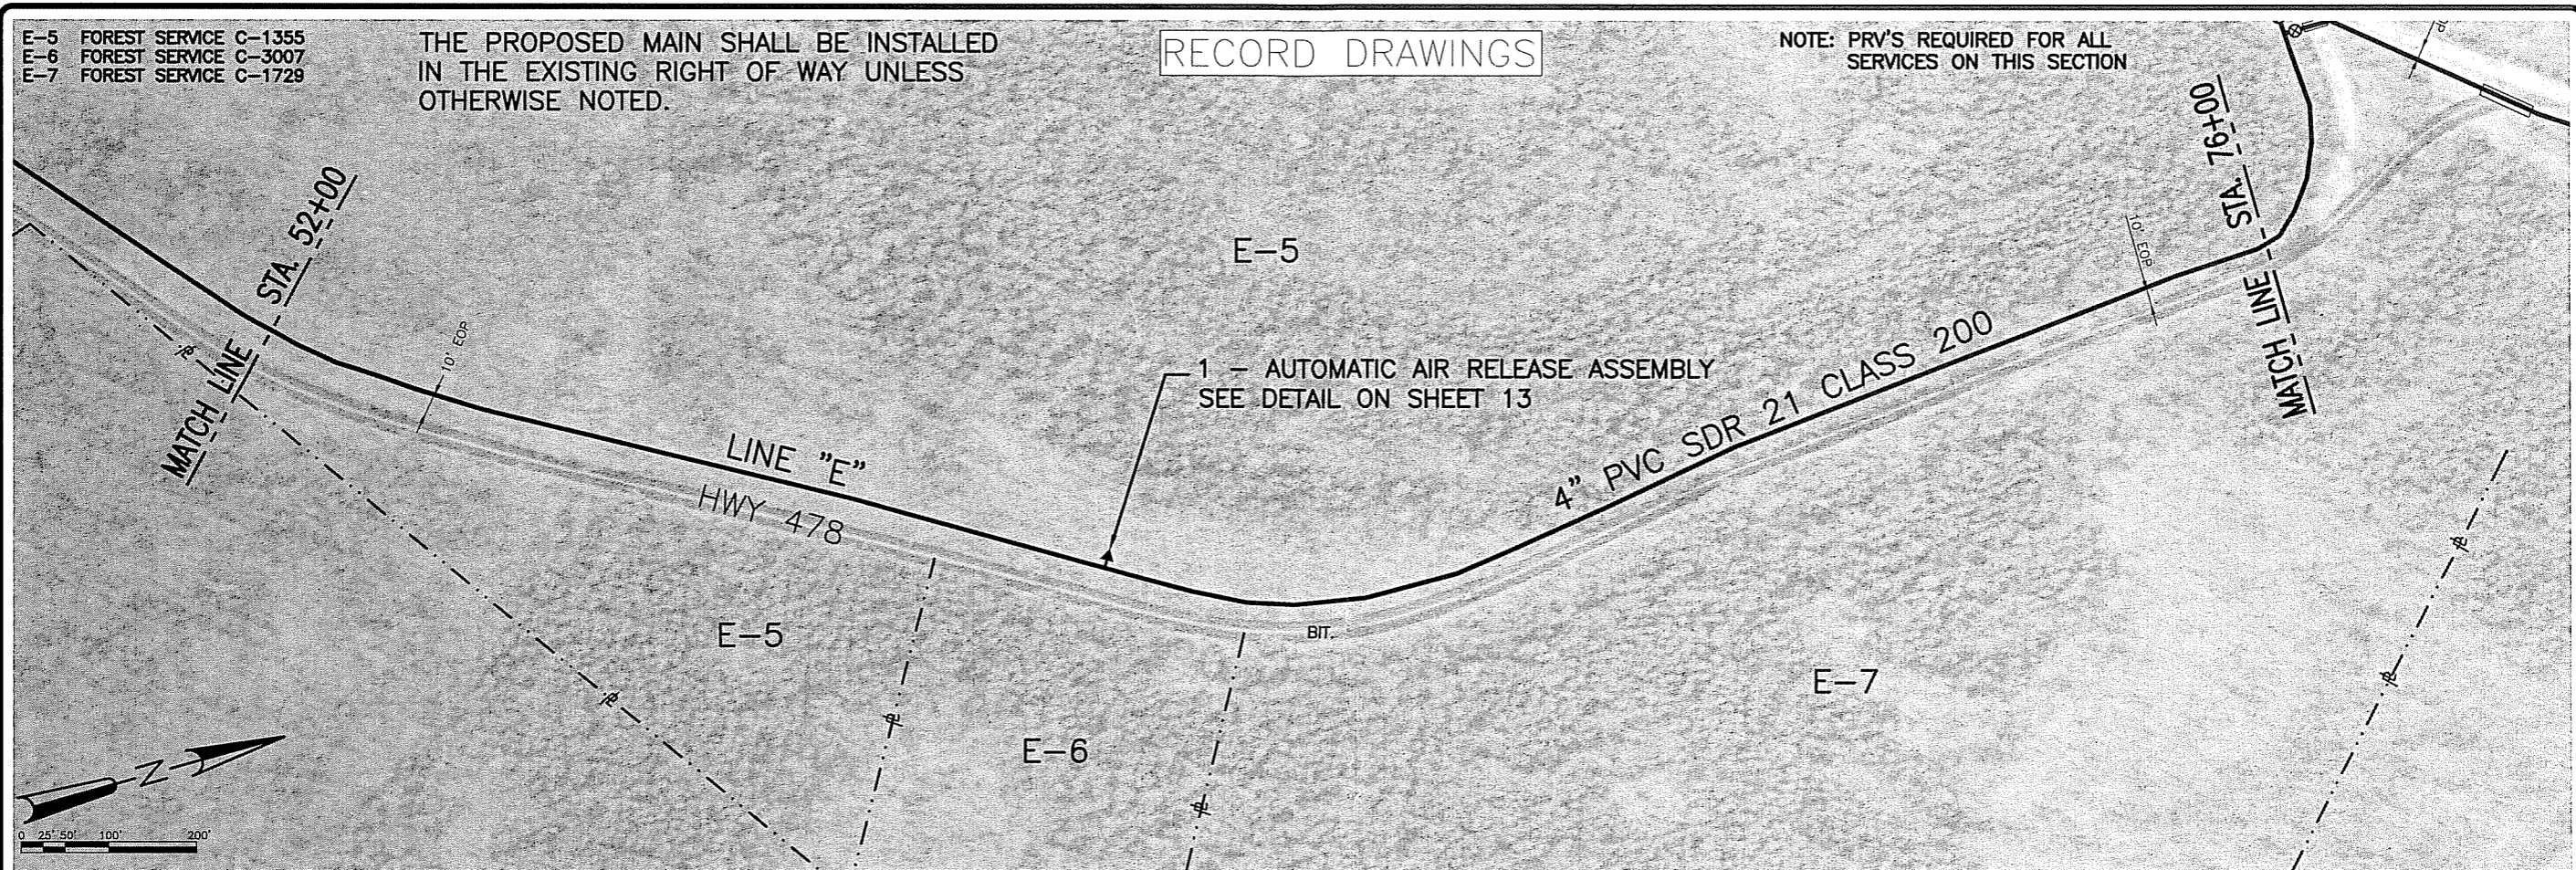 E-5 FOREST SERVICE C-1355
E-6 FOREST SERVICE C-3007
E-7 FOREST SERVICE C-1729
THE PROPOSED MAIN SHALL BE INSTALLED
IN THE EXISTING RIGHT OF WAY UNLESS
OTHERWISE NOTED.
RECORD DRAWINGS
NOTE: PRV'S REQUIRED FOR ALL
SERVICES ON THIS SECTION
MATCH LINE STA. 52+00
10' EOP
E-5
LINE "E"
HWY 478
1 - AUTOMATIC AIR RELEASE ASSEMBLY
SEE DETAIL ON SHEET 13
4" PVC SDR 21 CLASS 200
10' EOP
MATCH LINE STA. 76+00
BIT.
E-5
E-6
E-7
N
0 25' 50' 100' 200'